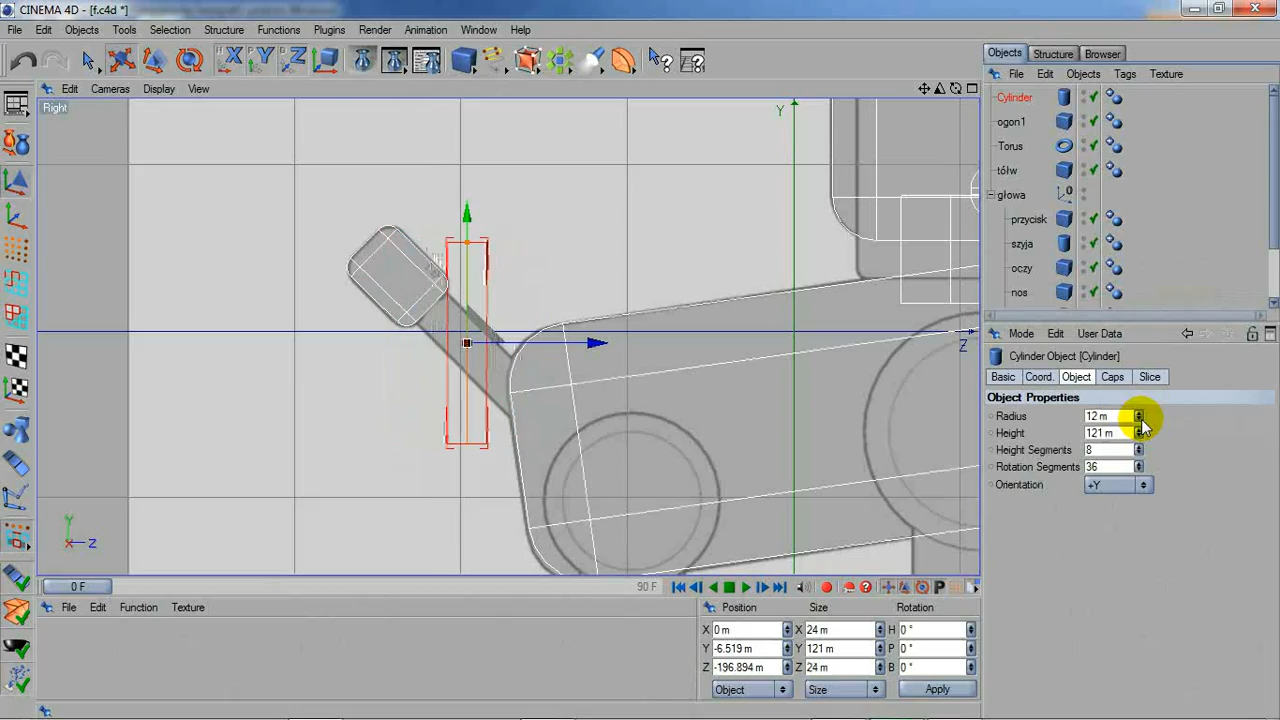 CINEMA 4D - [f.c4d *]
File Edit Objects Tools Selection Structure Functions Plugins Render Animation Window Help
X Y Z
Objects Structure Browser
File Edit Objects Tags Texture
Edit Cameras Display View
Right
Y
Z
Y
Z
Cylinder
ogon1
Torus
tółw
głowa
0
przycisk
szyja
oczy
nos
Mode Edit User Data
Cylinder Object [Cylinder]
Basic Coord. Object Caps Slice
Object Properties
Radius 12 m
Height 121 m
Height Segments 8
Rotation Segments 36
Orientation +Y
0 F 90 F
P
File Edit Function Texture
Position Size Rotation
X 0 m X 24 m H 0 °
Y -6.519 m Y 121 m P 0 °
Z -196.894 m Z 24 m B 0 °
Object Size Apply